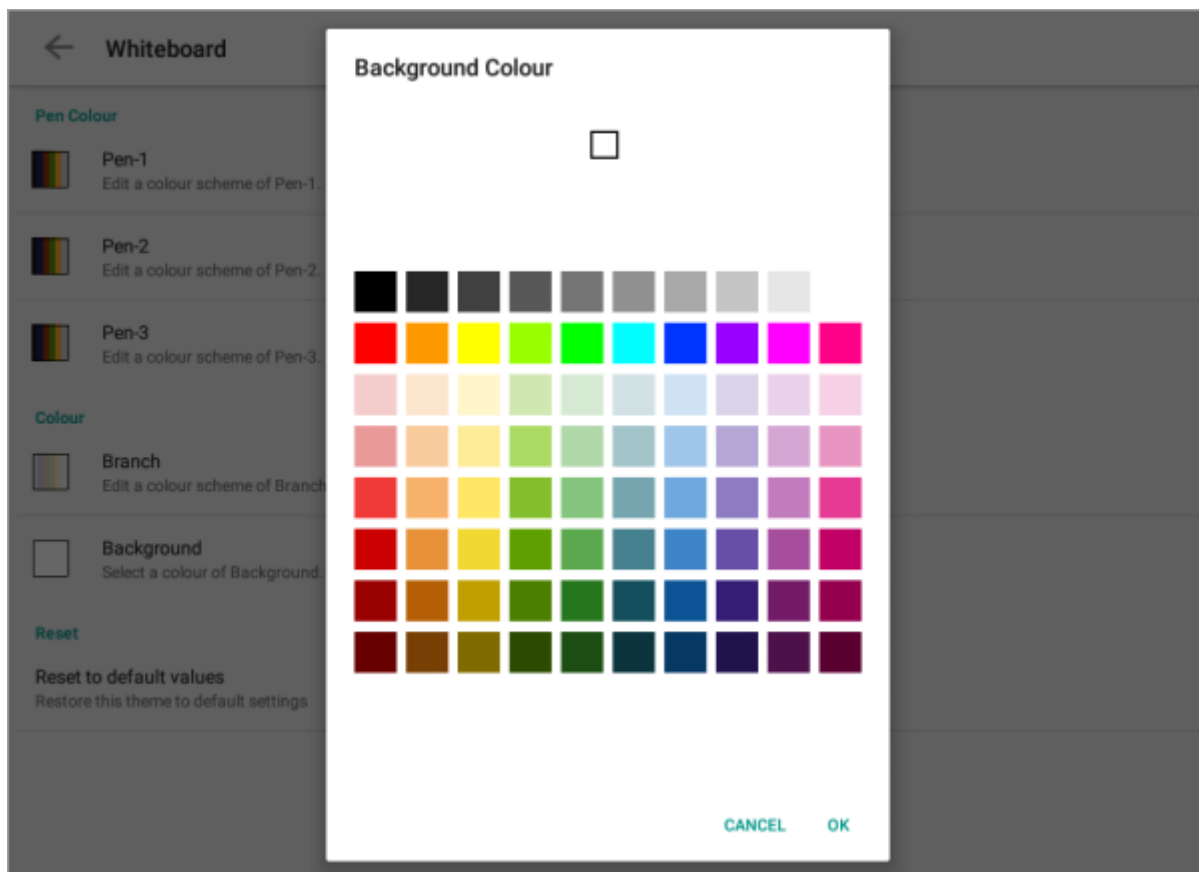 Whiteboard
Background Colour
Pen Colour
Pen-1
Edit a colour scheme of Pen-1.
Pen-2
Edit a colour scheme of Pen-2.
Pen-3
Edit a colour scheme of Pen-3.
Colour
Branch
Edit a colour scheme of Branch
Background
Select a colour of Background.
Reset
Reset to default values
Restore this theme to default settings
CANCEL OK